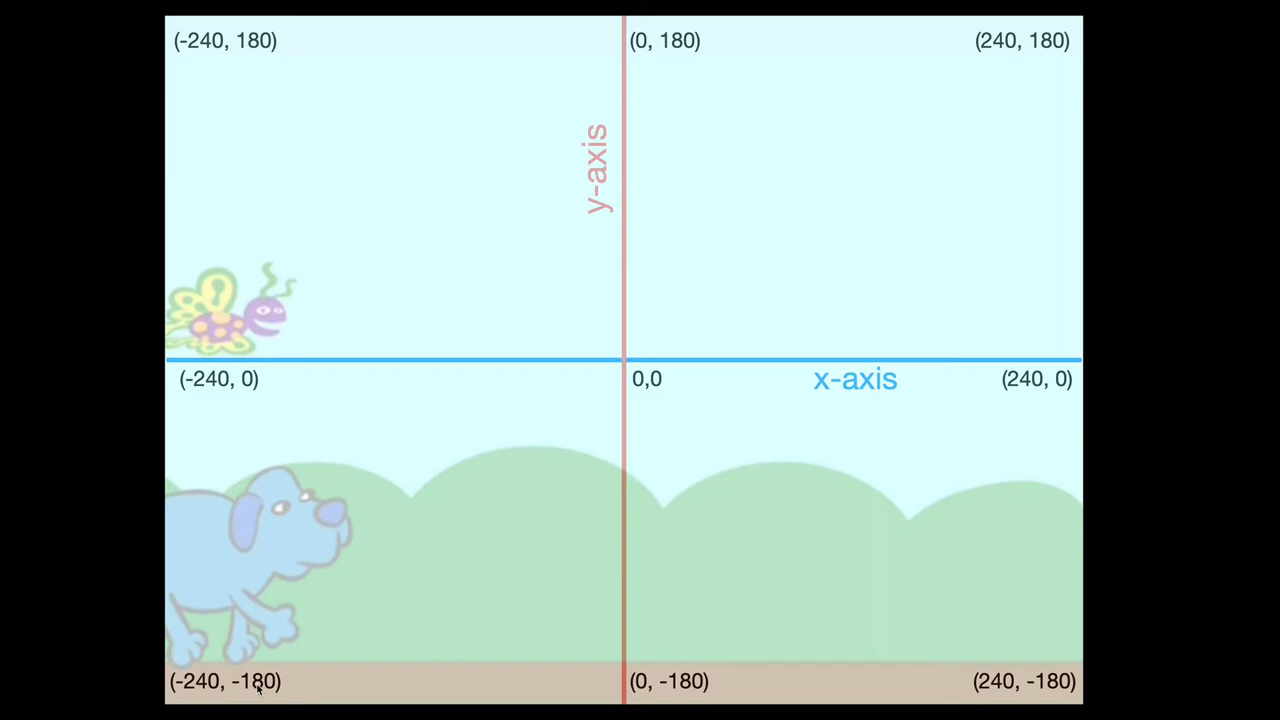 (-240, 180) (0, 180) (240, 180)
y-axis
(-240, 0) 0,0 x-axis (240, 0)
(-240, -180) (0, -180) (240, -180)